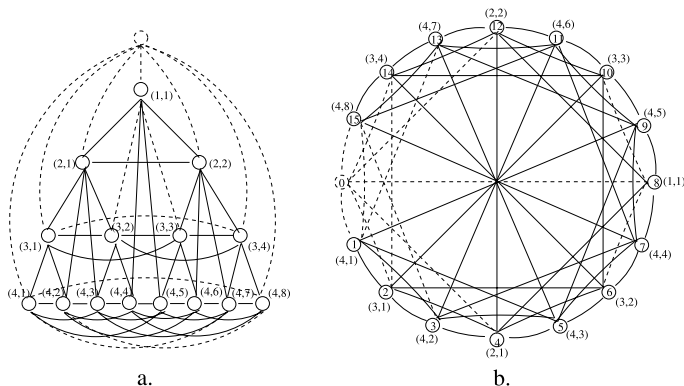 (1,1)
(2,1) (2,2)
(3,1) (3,2) (3,3) (3,4)
(4,1) (4,2) (4,3) (4,4) (4,5) (4,6) (4,7) (4,8)
a.
(2,2)
(4,7) 12 (4,6)
13 11
(3,4) 14 10 (3,3)
(4,8) 15 9 (4,5)
0 8 (1,1)
1 7
(4,1) (4,4)
2 6
(3,1) (3,2)
3 5
(4,2) 4 (4,3)
(2,1)
b.